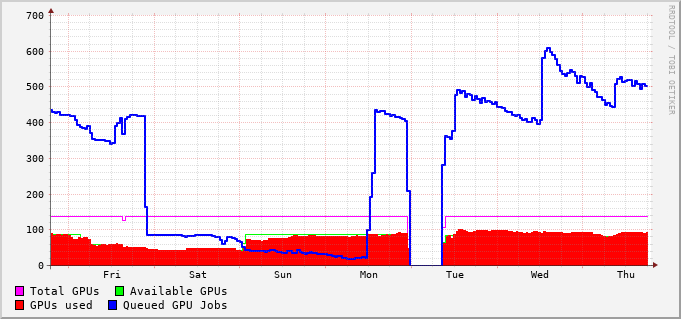 700
600
500
400
300
200
100
0
Fri Sat Sun Mon Tue Wed Thu
Total GPUs Available GPUs
GPUs used Queued GPU Jobs
RRDTOOL / TOBI OETIKER